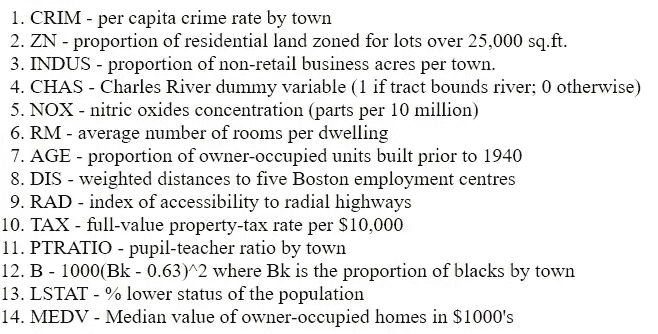 1. CRIM - per capita crime rate by town
2. ZN - proportion of residential land zoned for lots over 25,000 sq.ft.
3. INDUS - proportion of non-retail business acres per town.
4. CHAS - Charles River dummy variable (1 if tract bounds river; 0 otherwise)
5. NOX - nitric oxides concentration (parts per 10 million)
6. RM - average number of rooms per dwelling
7. AGE - proportion of owner-occupied units built prior to 1940
8. DIS - weighted distances to five Boston employment centres
9. RAD - index of accessibility to radial highways
10. TAX - full-value property-tax rate per $10,000
11. PTRATIO - pupil-teacher ratio by town
12. B - 1000(Bk - 0.63)^2 where Bk is the proportion of blacks by town
13. LSTAT - % lower status of the population
14. MEDV - Median value of owner-occupied homes in $1000's